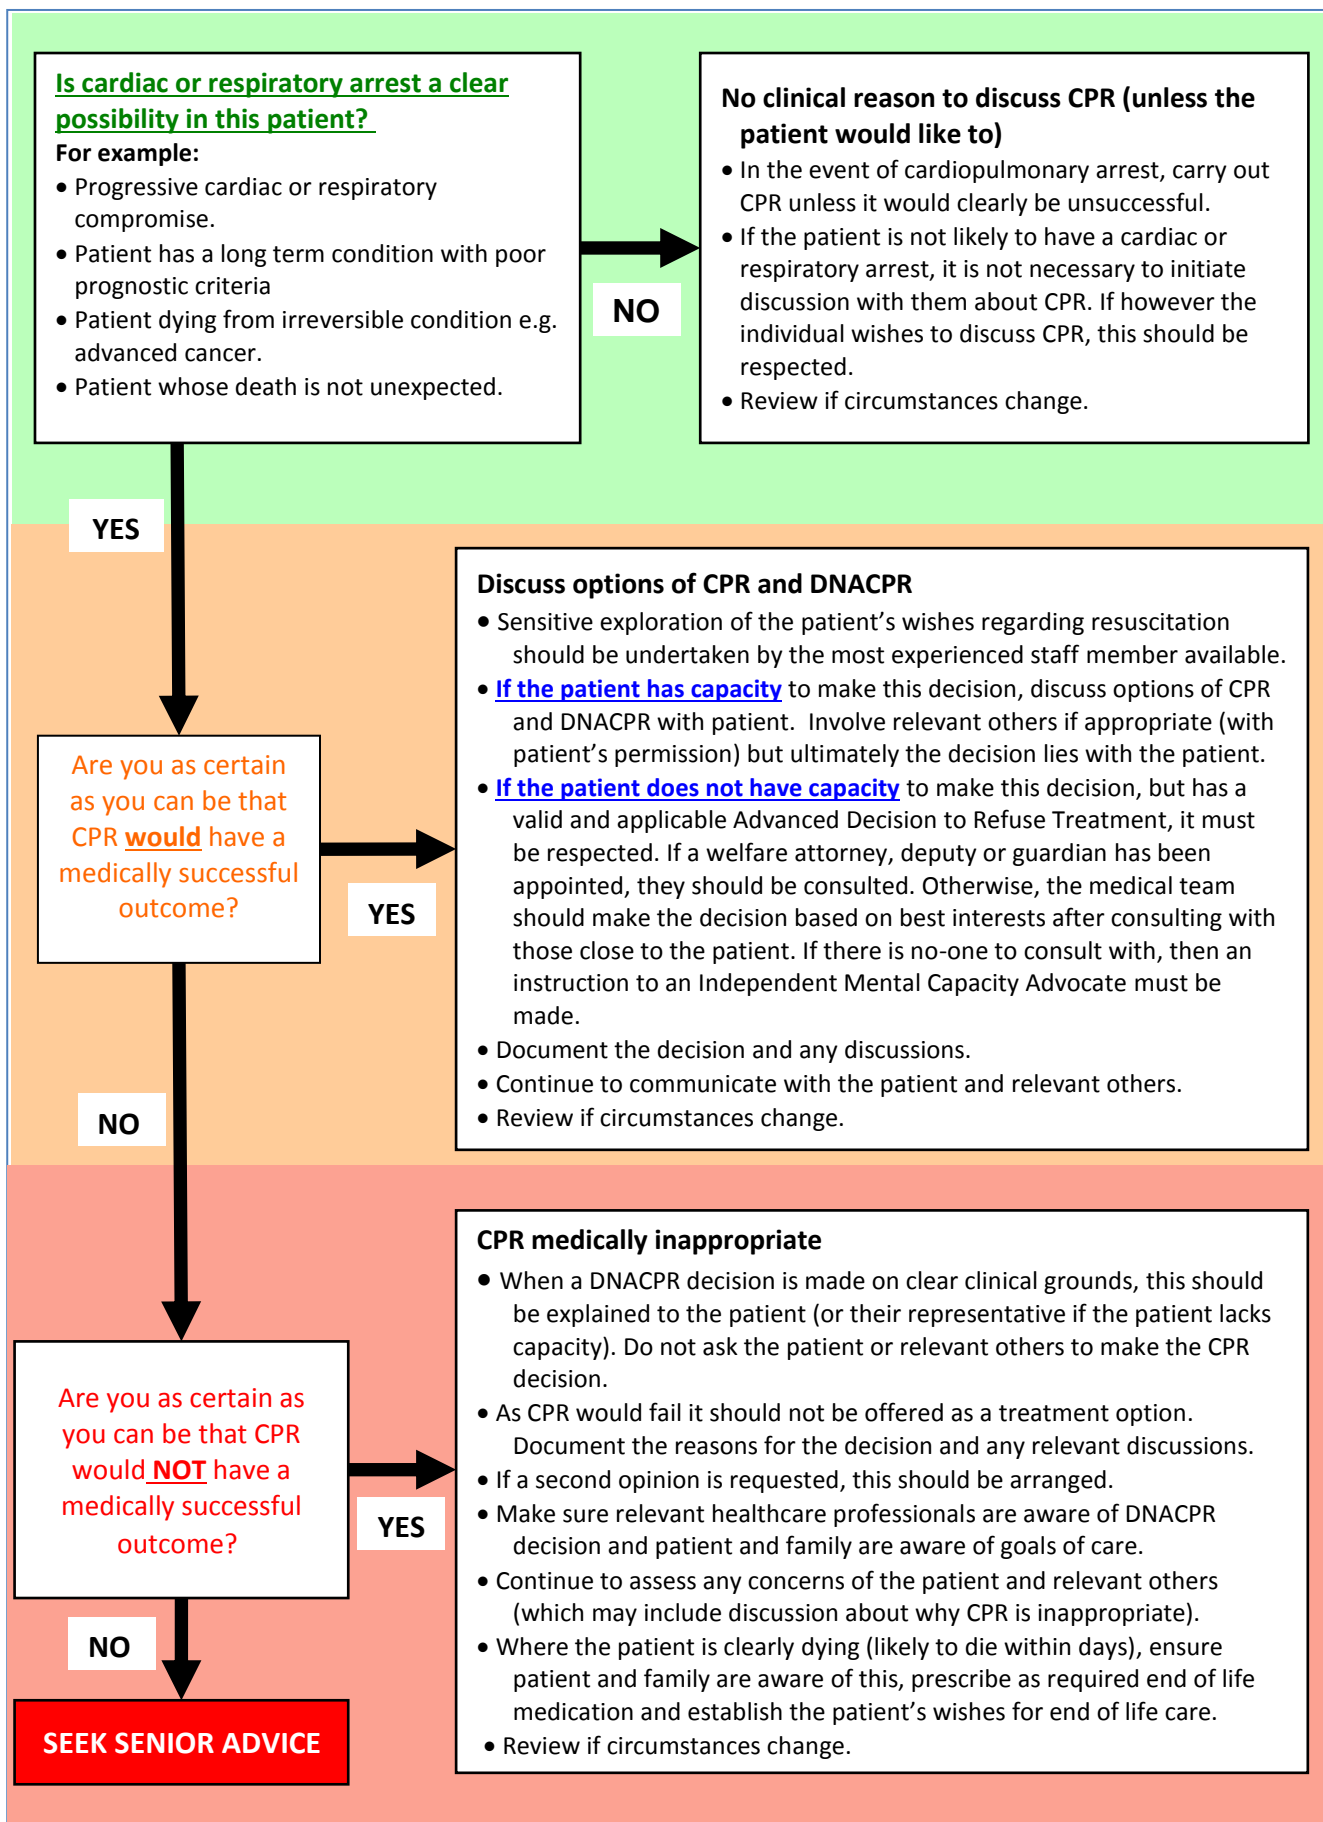 Is cardiac or respiratory arrest a clear
possibility in this patient?
For example:
• Progressive cardiac or respiratory
compromise.
• Patient has a long term condition with poor
prognostic criteria
• Patient dying from irreversible condition e.g.
advanced cancer.
• Patient whose death is not unexpected.
NO
No clinical reason to discuss CPR (unless the
patient would like to)
• In the event of cardiopulmonary arrest, carry out
CPR unless it would clearly be unsuccessful.
• If the patient is not likely to have a cardiac or
respiratory arrest, it is not necessary to initiate
discussion with them about CPR. If however the
individual wishes to discuss CPR, this should be
respected.
• Review if circumstances change.
YES
Are you as certain
as you can be that
CPR would have a
medically successful
outcome?
YES
Discuss options of CPR and DNACPR
• Sensitive exploration of the patient’s wishes regarding resuscitation
should be undertaken by the most experienced staff member available.
• If the patient has capacity to make this decision, discuss options of CPR
and DNACPR with patient. Involve relevant others if appropriate (with
patient’s permission) but ultimately the decision lies with the patient.
• If the patient does not have capacity to make this decision, but has a
valid and applicable Advanced Decision to Refuse Treatment, it must
be respected. If a welfare attorney, deputy or guardian has been
appointed, they should be consulted. Otherwise, the medical team
should make the decision based on best interests after consulting with
those close to the patient. If there is no-one to consult with, then an
instruction to an Independent Mental Capacity Advocate must be
made.
• Document the decision and any discussions.
• Continue to communicate with the patient and relevant others.
• Review if circumstances change.
NO
Are you as certain as
you can be that CPR
would NOT have a
medically successful
outcome?
YES
CPR medically inappropriate
• When a DNACPR decision is made on clear clinical grounds, this should
be explained to the patient (or their representative if the patient lacks
capacity). Do not ask the patient or relevant others to make the CPR
decision.
• As CPR would fail it should not be offered as a treatment option.
Document the reasons for the decision and any relevant discussions.
• If a second opinion is requested, this should be arranged.
• Make sure relevant healthcare professionals are aware of DNACPR
decision and patient and family are aware of goals of care.
• Continue to assess any concerns of the patient and relevant others
(which may include discussion about why CPR is inappropriate).
• Where the patient is clearly dying (likely to die within days), ensure
patient and family are aware of this, prescribe as required end of life
medication and establish the patient’s wishes for end of life care.
• Review if circumstances change.
NO
SEEK SENIOR ADVICE